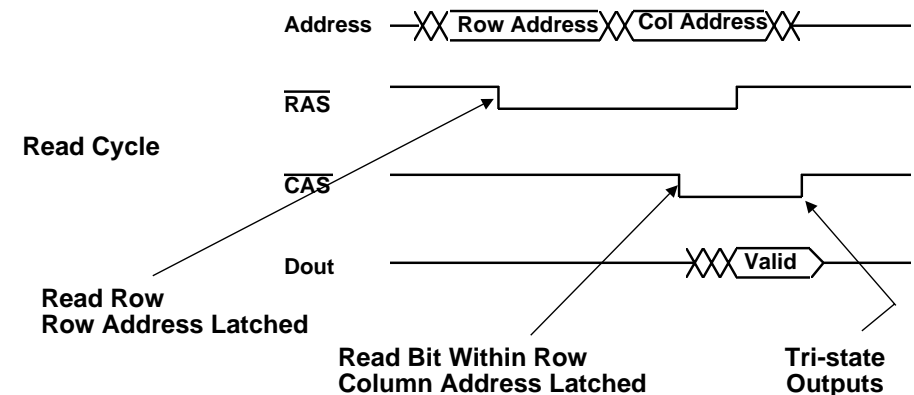 Address
Row Address
Col Address
RAS
Read Cycle
CAS
Dout
Valid
Read Row
Row Address Latched
Read Bit Within Row
Column Address Latched
Tri-state
Outputs